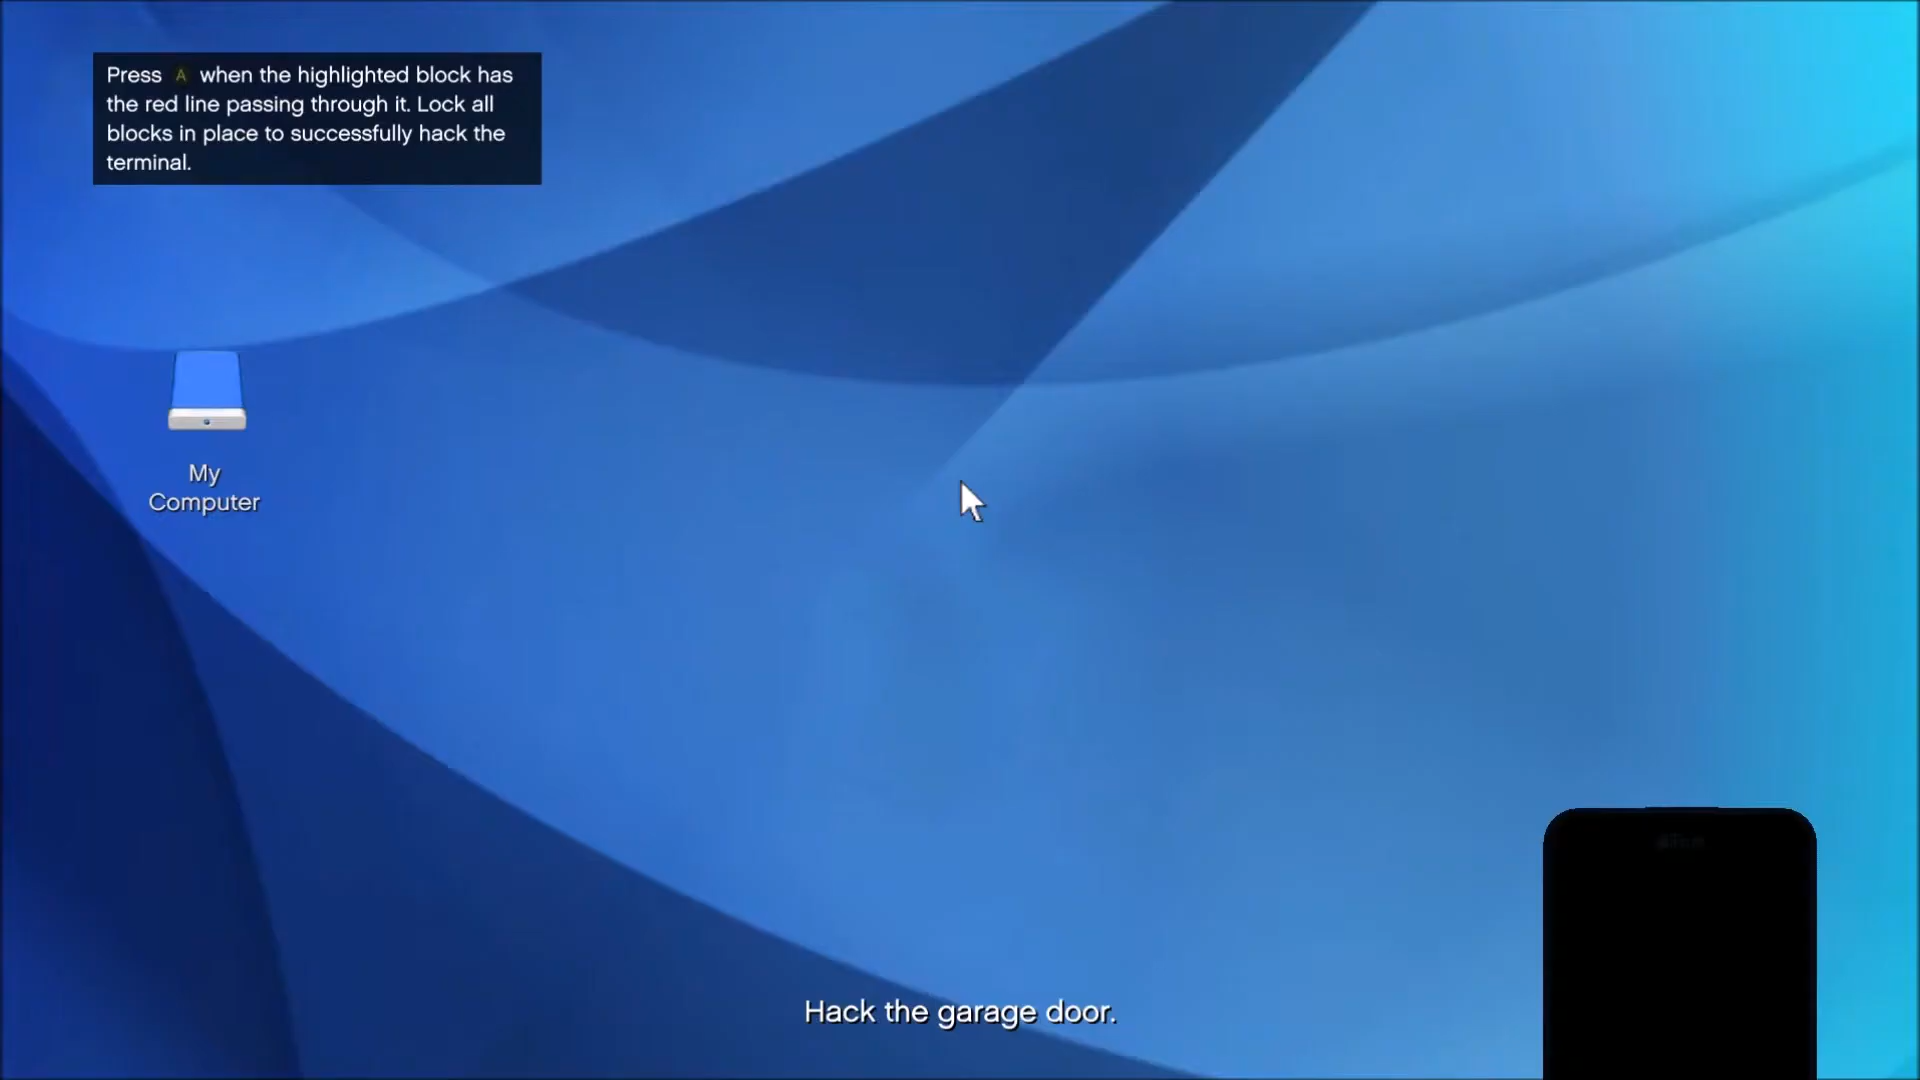 Press A when the highlighted block has
the red line passing through it. Lock all
blocks in place to successfully hack the
terminal.
My
Computer
Hack the garage door.